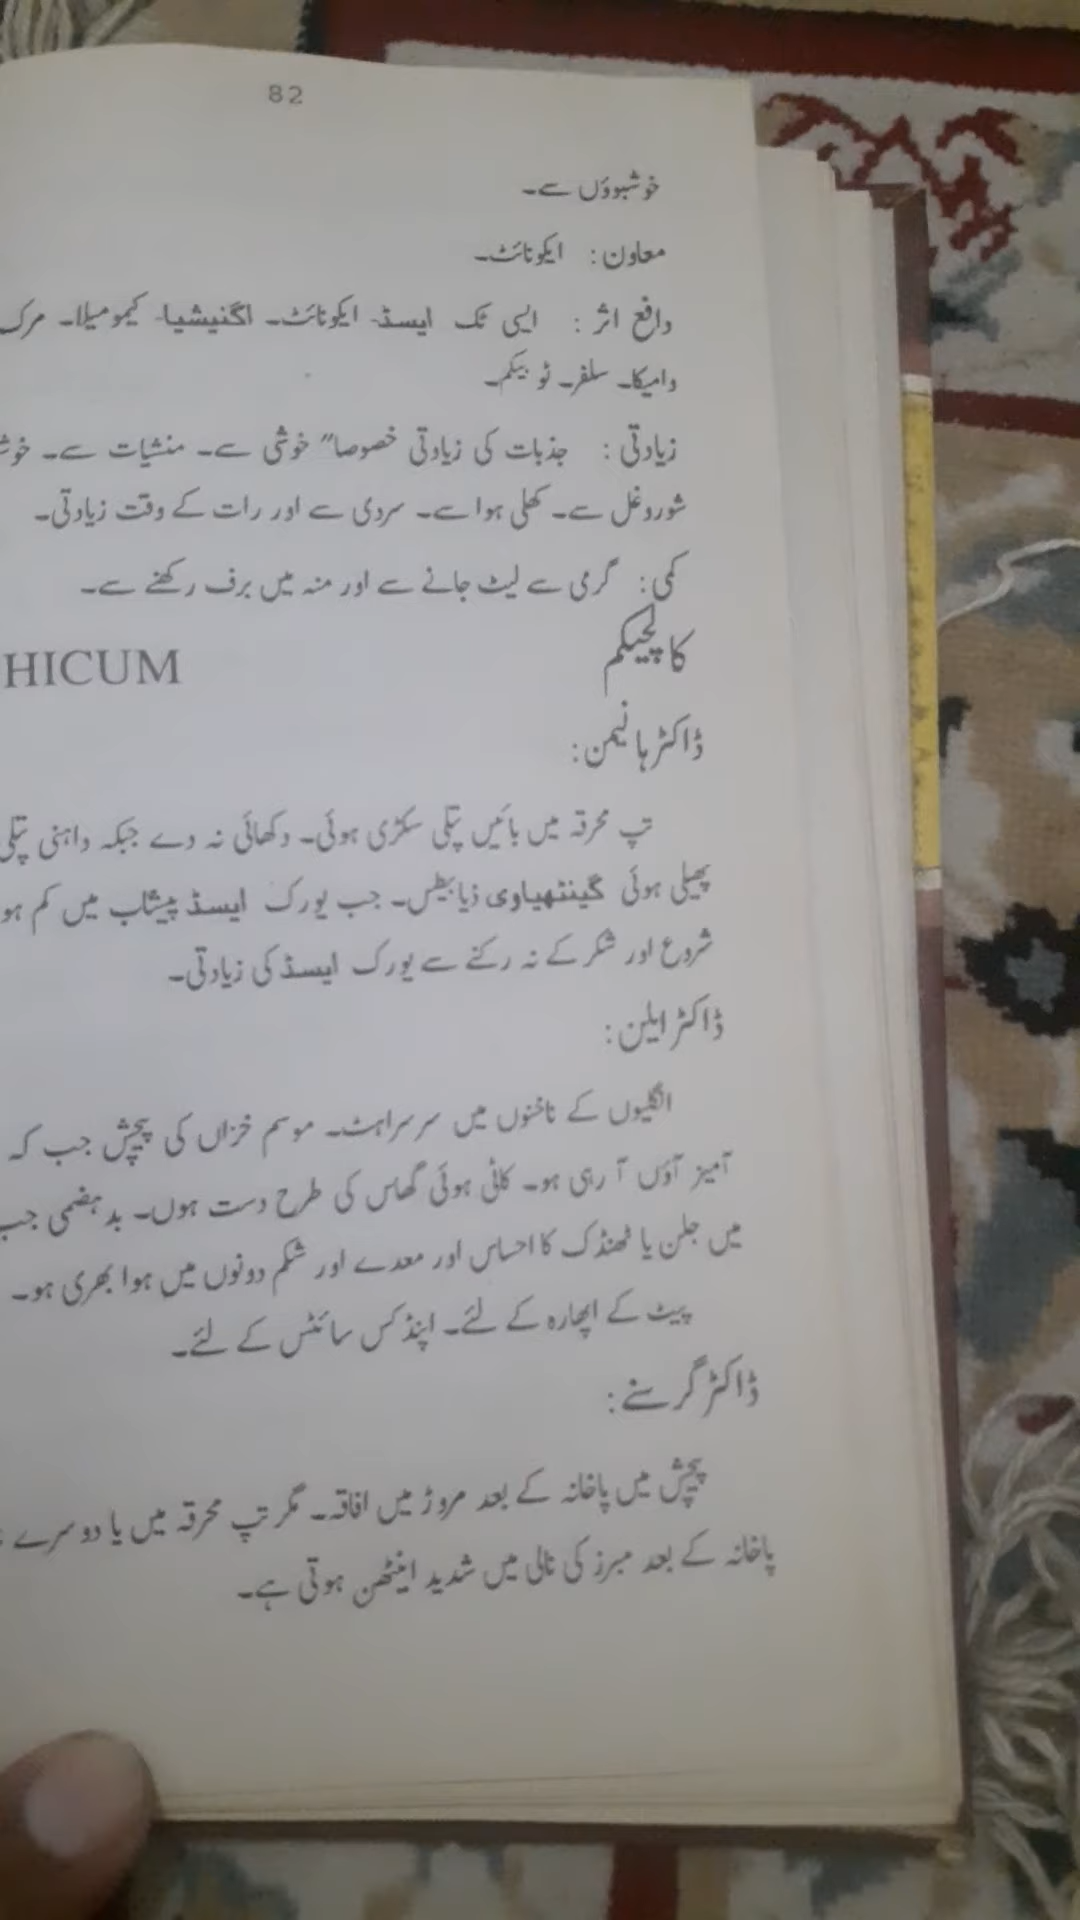 82
خوشبوؤں سے۔
معاون : ایکونائٹ۔
دافع اثر : ایسی ٹک ایسڈ۔ ایکونائٹ۔ اگنیشیا۔ کیمومیلا۔ مرک
وامیکا۔ سلفر۔ ٹوبیکم۔
زیادتی : جذبات کی زیادتی خصوصا" خوشی سے۔ منشیات سے۔
شوروغل سے۔ کھلی ہوا سے۔ سردی سے اور رات کے وقت زیادتی۔
کمی : گرمی سے لیٹ جانے سے اور منہ میں برف رکھنے سے۔
کالچیکم HICUM
ڈاکٹر ہانیمن :
تپ محرقہ میں بائیں پتلی سکڑی ہوئی۔ دکھائی نہ دے جبکہ داہنی پتلی
پھیلی ہوئی گینٹھیاوی ذیابیطس۔ جب یورک ایسڈ پیشاب میں کم ہو
شروع اور شکر کے نہ رکنے سے یورک ایسڈ کی زیادتی۔
ڈاکٹر ایلن :
انگلیوں کے ناخنوں میں سرسراہٹ۔ موسم خزاں کی پیچش جب کہ
آمیز آؤں آ رہی ہو۔ کاٹی ہوئی گھاس کی طرح دست ہوں۔ بدہضمی جب
میں جلن یا ٹھنڈک کا احساس اور معدے اور شکم دونوں میں ہوا بھری ہو۔
پیٹ کے اپھارہ کے لئے۔ اپنڈکس سائٹس کے لئے۔
ڈاکٹر گرنسے :
پیچش میں پاخانہ کے بعد مروڑ میں افاقہ۔ مگر تپ محرقہ میں یا دوسرے
پاخانہ کے بعد مبرز کی نالی میں شدید اینٹھن ہوتی ہے۔